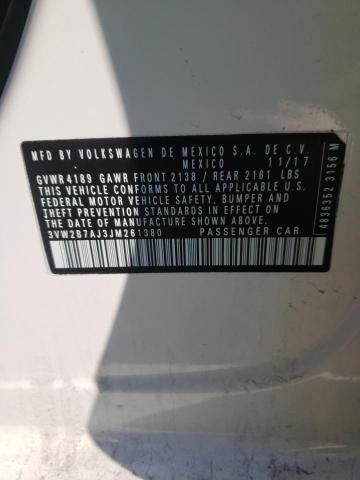 MFD BY VOLKSWAGEN DE MEXICO S.A. DE C.V.
MEXICO 11/17
GVWR 4189 GAWR FRONT 2138 / REAR 2161 LBS
THIS VEHICLE CONFORMS TO ALL APPLICABLE U.S.
FEDERAL MOTOR VEHICLE SAFETY, BUMPER, AND
THEFT PREVENTION STANDARDS IN EFFECT ON THE
DATE OF MANUFACTURE SHOWN ABOVE.
3VW2B7AJ3JM261380 PASSENGER CAR
4036352 3156 M